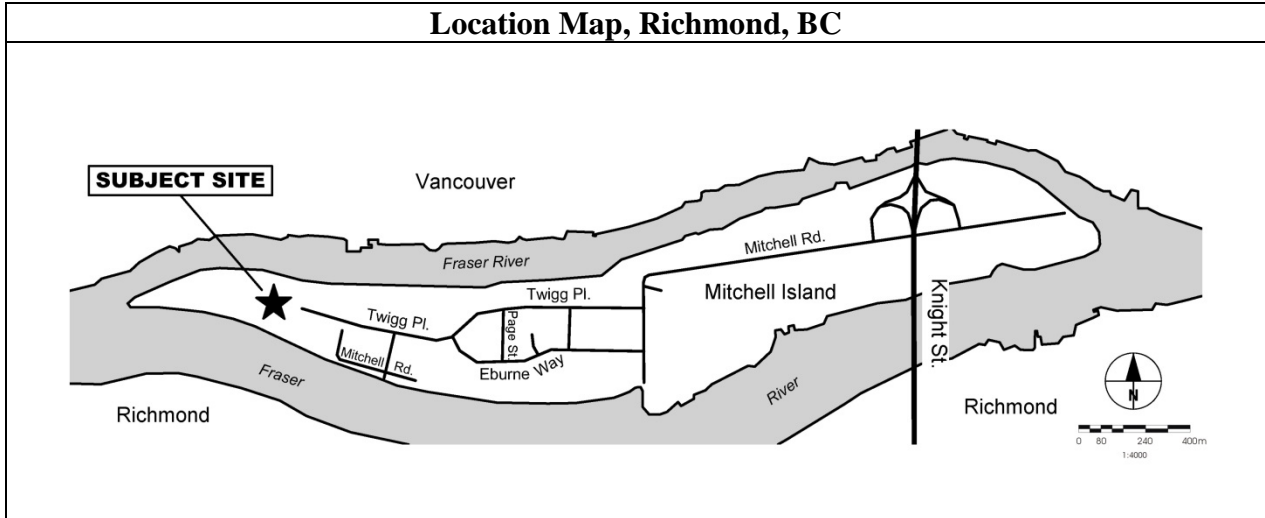 Location Map, Richmond, BC
SUBJECT SITE
Vancouver
Fraser River
Mitchell Rd.
Twigg Pl.
Mitchell Island
Knight St.
Twigg Pl.
Page St.
Mitchell Rd.
Eburne Way
Fraser
River
Richmond
Richmond
N
0 80 240 400m
1:4000